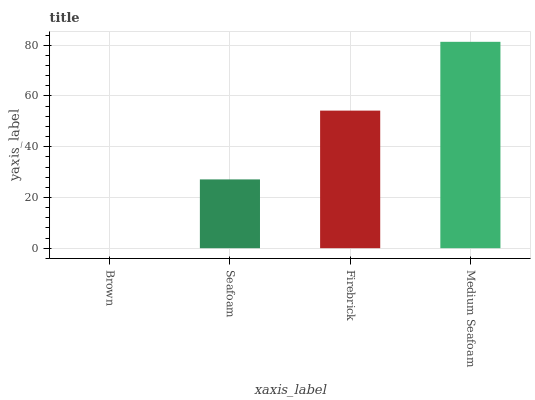 title
80
60
40
20
0
yaxis_label
Brown
Seafoam
Firebrick
Medium Seafoam
xaxis_label